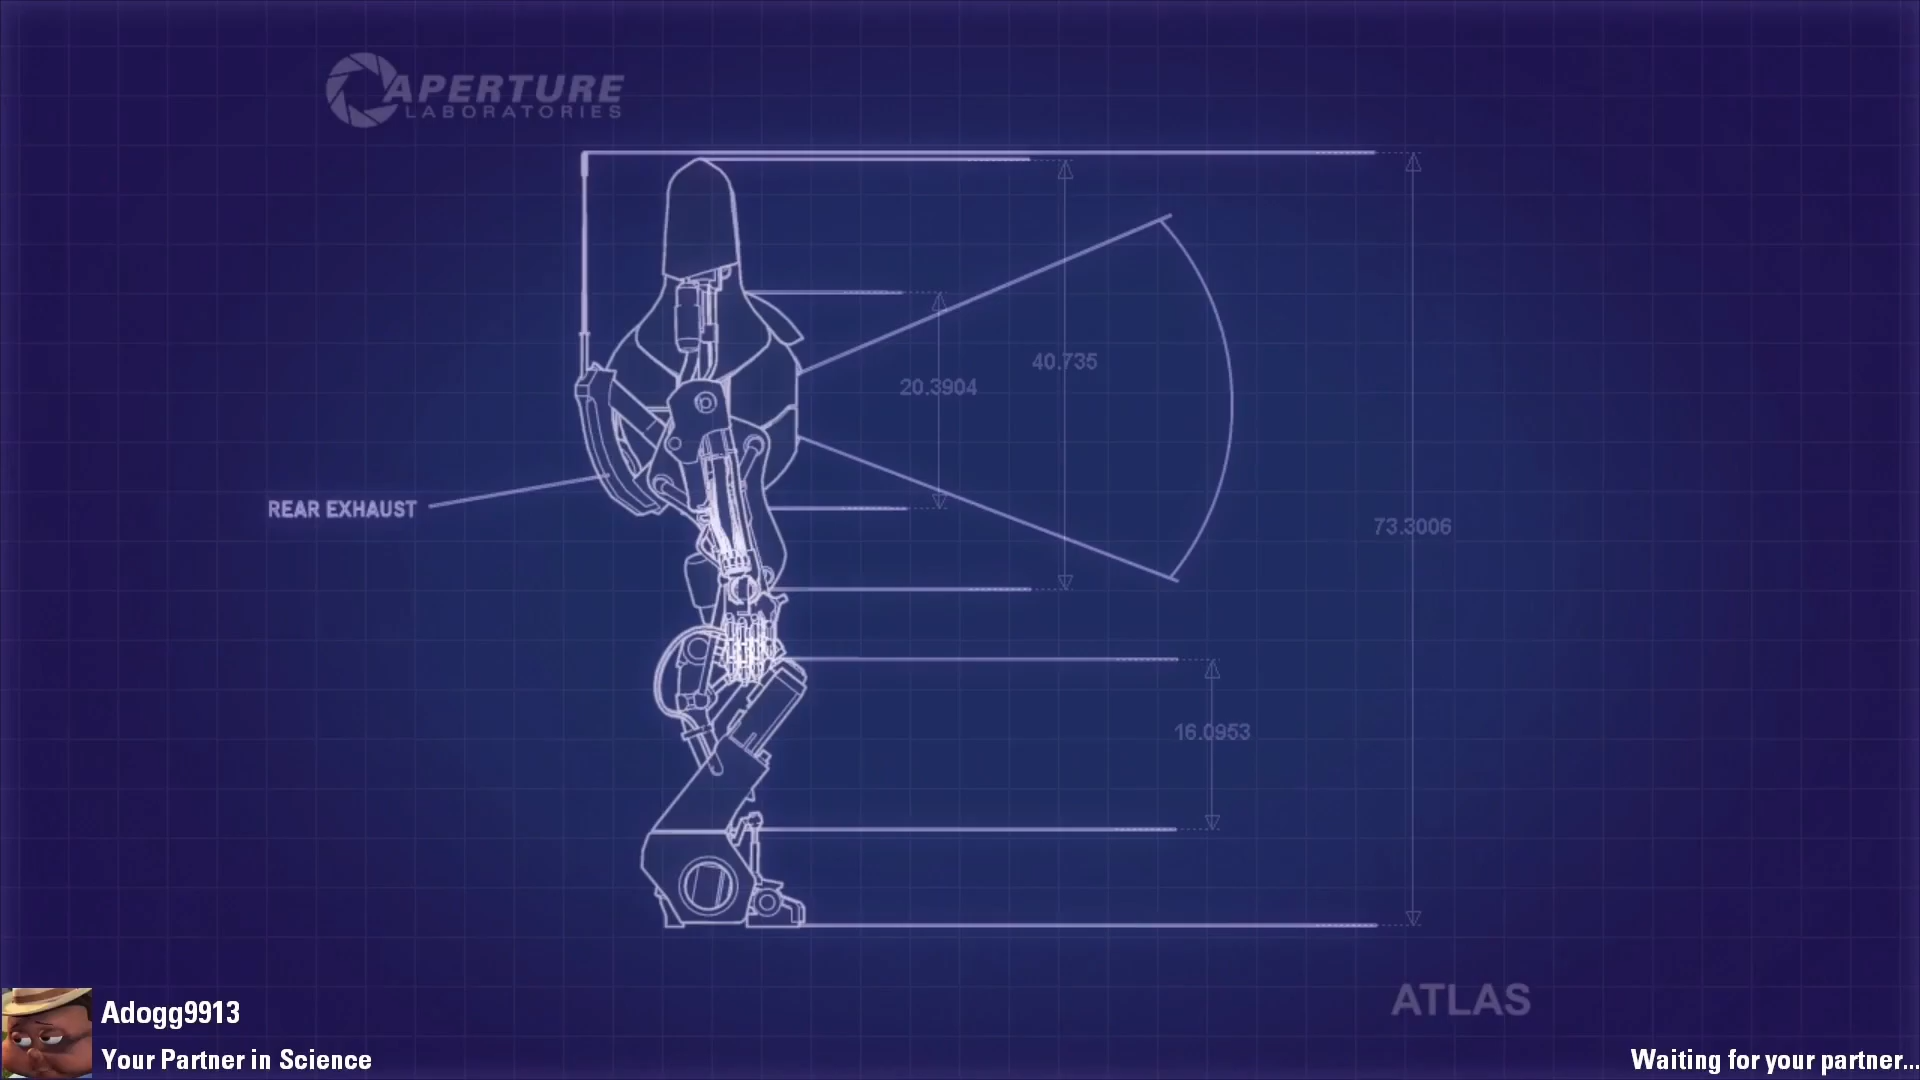 APERTURE
LABORATORIES
40.735
20.3904
REAR EXHAUST
73.3006
16.0953
ATLAS
Adogg9913
Your Partner in Science
Waiting for your partner...